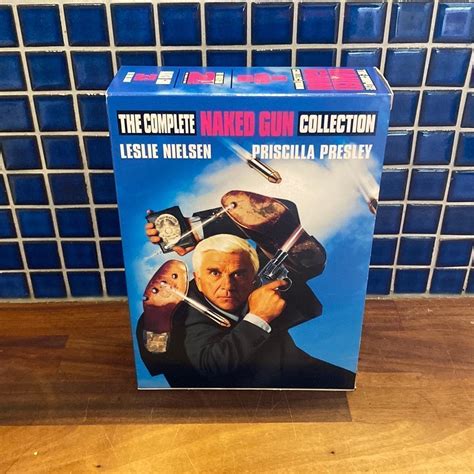 THE COMPLETE NAKED GUN COLLECTION
LESLIE NIELSEN PRISCILLA PRESLEY